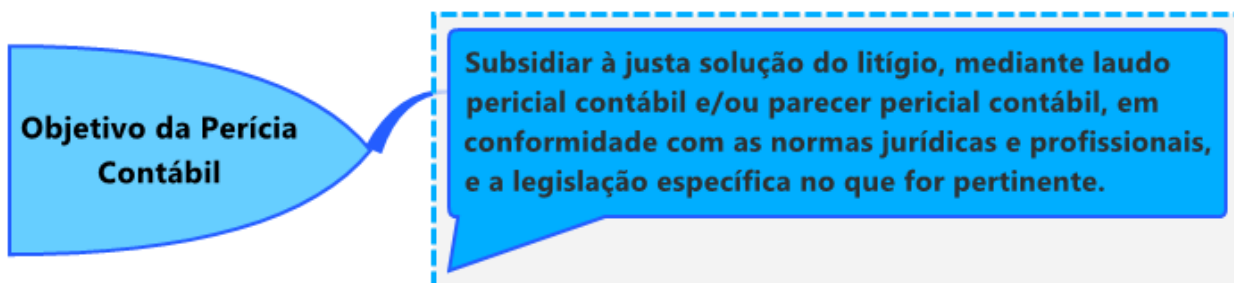 Objetivo da Perícia
Contábil
Subsidiar à justa solução do litígio, mediante laudo
pericial contábil e/ou parecer pericial contábil, em
conformidade com as normas jurídicas e profissionais,
e a legislação específica no que for pertinente.